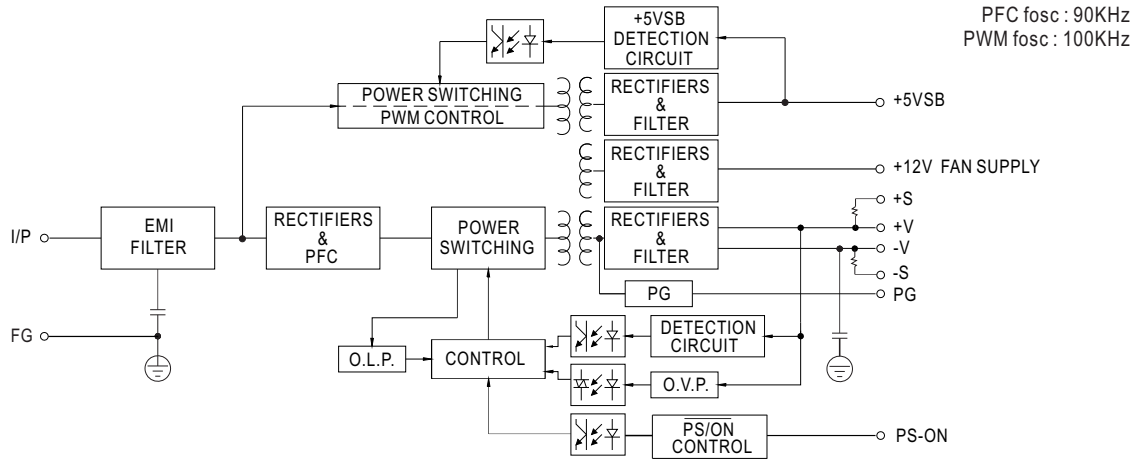 PFC fosc : 90KHz
PWM fosc : 100KHz
+5VSB
DETECTION
CIRCUIT
POWER SWITCHING
PWM CONTROL
RECTIFIERS
&
FILTER
+5VSB
RECTIFIERS
&
FILTER
+12V FAN SUPPLY
I/P
EMI
FILTER
RECTIFIERS
&
PFC
POWER
SWITCHING
RECTIFIERS
&
FILTER
+S
+V
-V
-S
PG
PG
FG
O.L.P.
CONTROL
DETECTION
CIRCUIT
O.V.P.
PS/ON
CONTROL
PS-ON